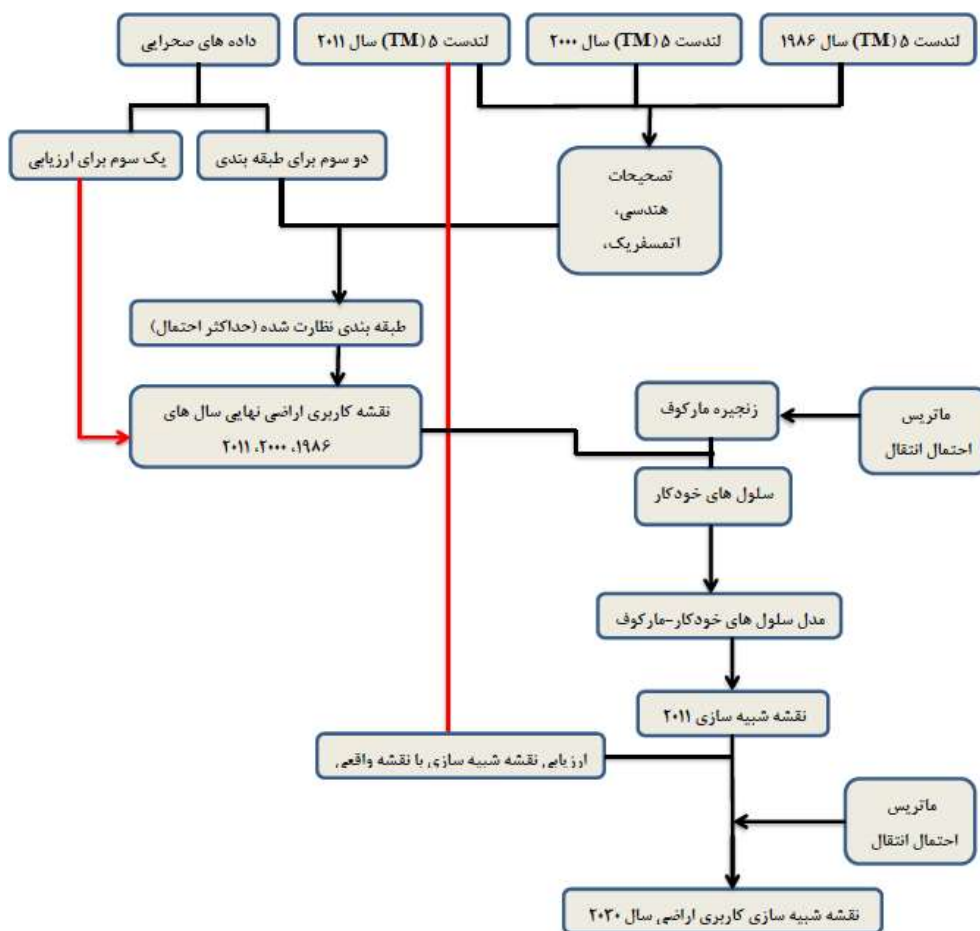 لندست ۵ (TM) سال ۱۹۸۶
لندست ۵ (TM) سال ۲۰۰۰
لندست ۵ (TM) سال ۲۰۱۱
داده های صحرایی
دو سوم برای طبقه بندی
یک سوم برای ارزیابی
تصحیحات
هندسی،
اتمسفریک،
طبقه بندی نظارت شده (حداکثر احتمال)
نقشه کاربری اراضی نهایی سال های
۱۹۸۶، ۲۰۰۰، ۲۰۱۱
زنجیره مارکوف
ماتریس
احتمال انتقال
سلول های خودکار
مدل سلول های خودکار-مارکوف
نقشه شبیه سازی ۲۰۱۱
ارزیابی نقشه شبیه سازی با نقشه واقعی
ماتریس
احتمال انتقال
نقشه شبیه سازی کاربری اراضی سال ۲۰۳۰